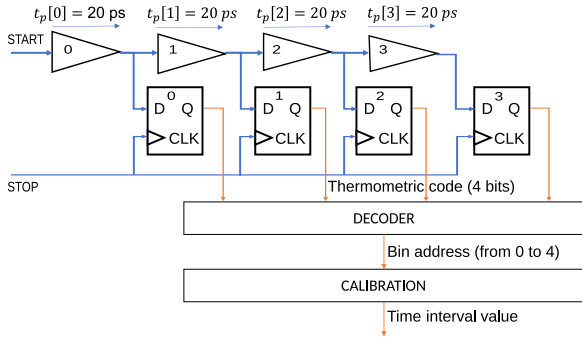 t_p[0] = 20 ps t_p[1] = 20 ps t_p[2] = 20 ps t_p[3] = 20 ps
START
0 1 2 3
0 1 2 3
D Q D Q D Q D Q
CLK CLK CLK CLK
STOP
Thermometric code (4 bits)
DECODER
Bin address (from 0 to 4)
CALIBRATION
Time interval value